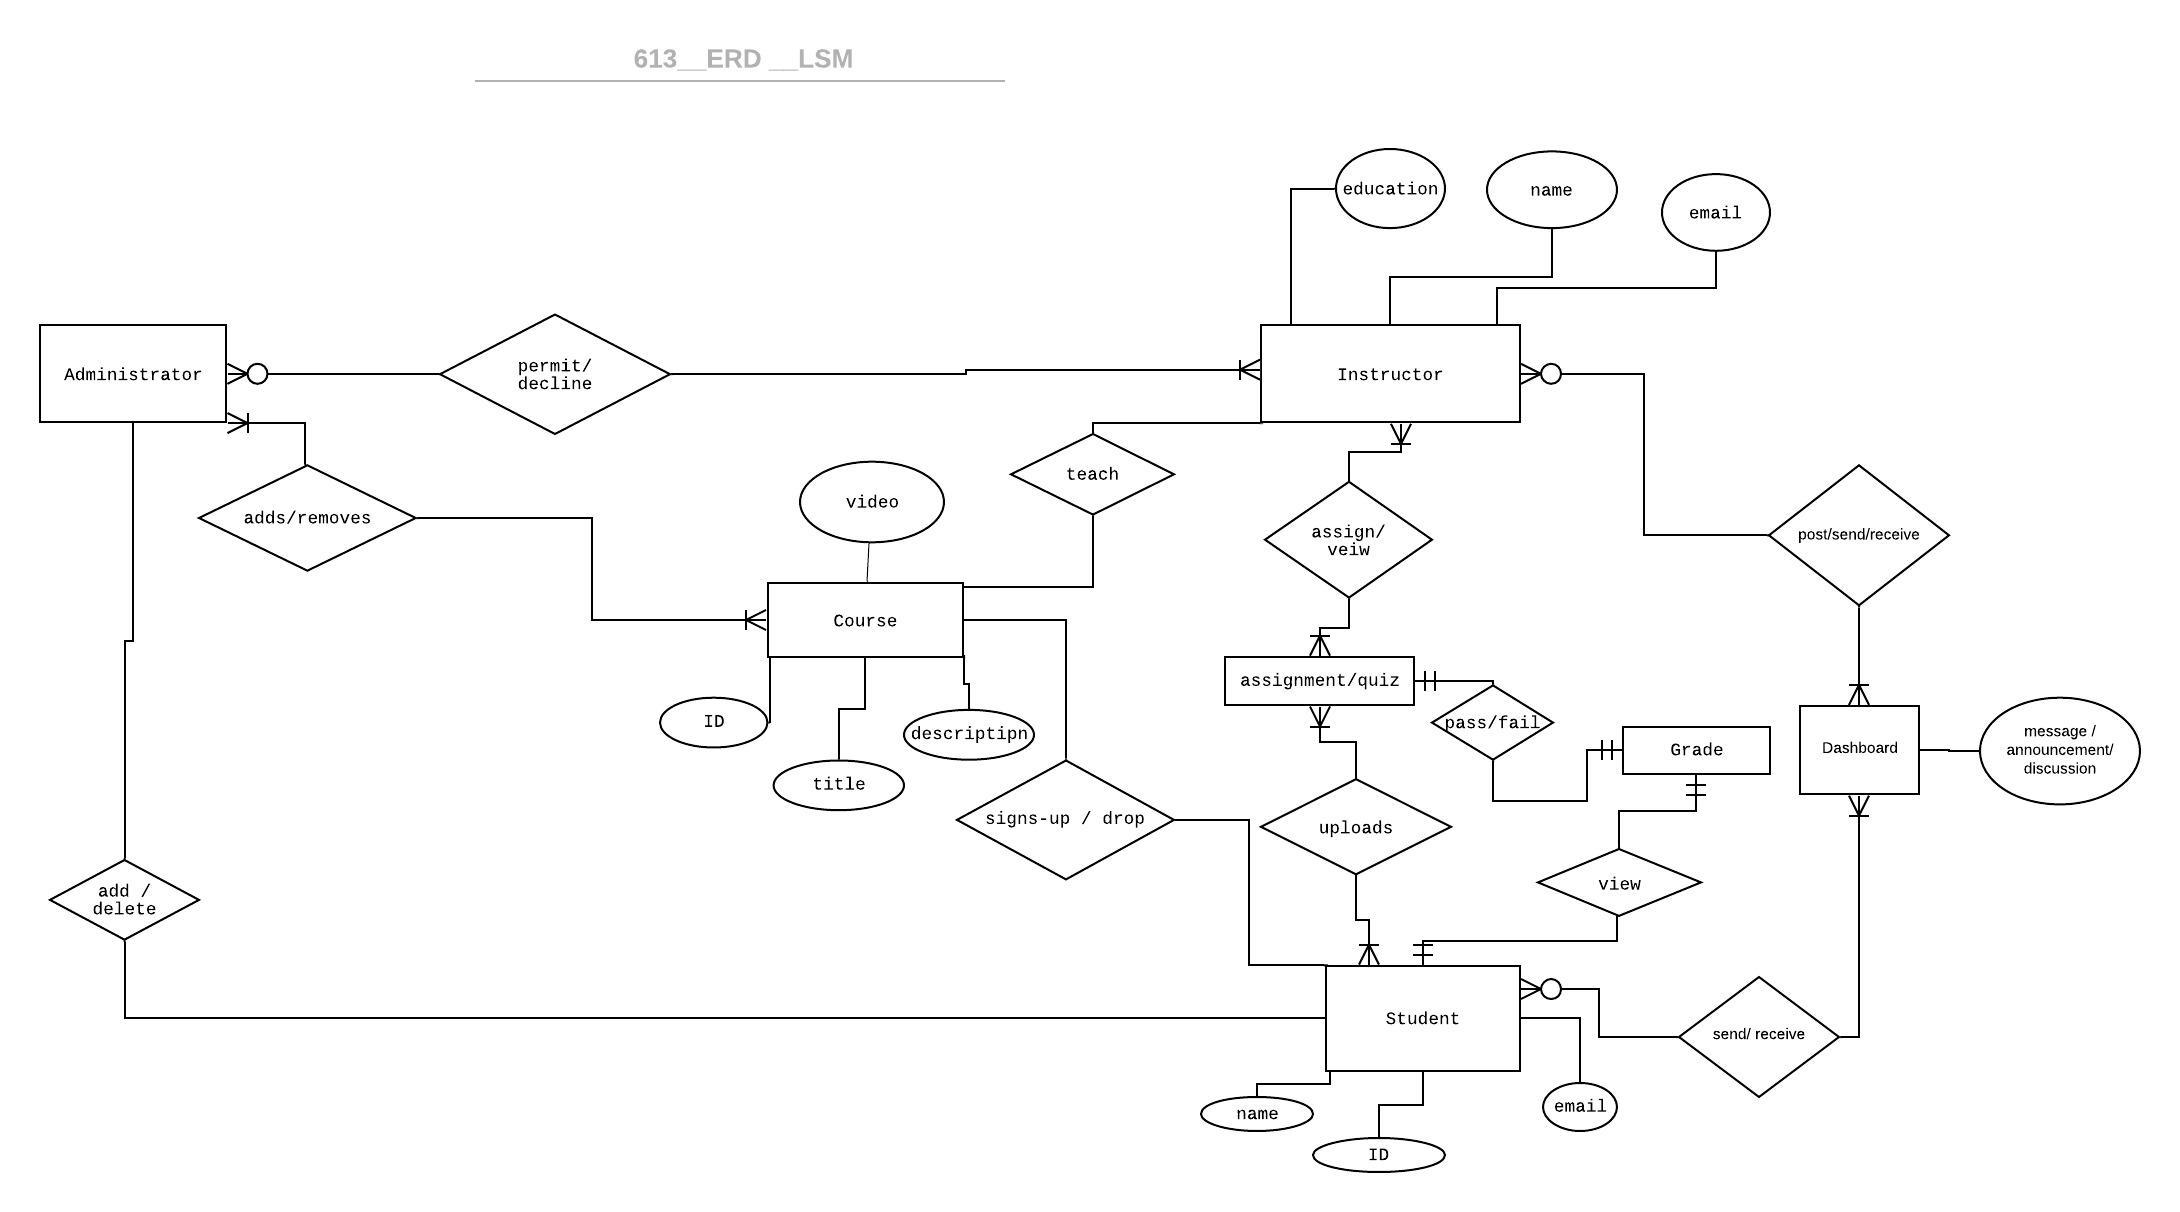 613__ERD __LSM
education
name
email
Administrator
permit/
decline
Instructor
teach
video
adds/removes
assign/
veiw
post/send/receive
Course
assignment/quiz
ID
descriptipn
pass/fail
Grade
Dashboard
message /
announcement/
discussion
title
signs-up / drop
uploads
view
add /
delete
Student
send/ receive
name
email
ID